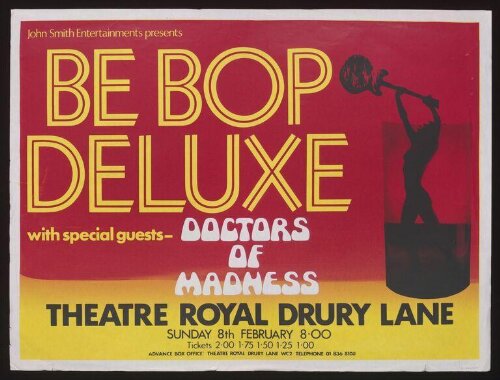 John Smith Entertainments presents
BE BOP
DELUXE
with special guests– DOCTORS
OF
MADNESS
THEATRE ROYAL DRURY LANE
SUNDAY 8th FEBRUARY 8·00
Tickets 2·00 1·75 1·50 1·25 1·00
ADVANCE BOX OFFICE: THEATRE ROYAL DRURY LANE WC2 TELEPHONE 01 836 8108